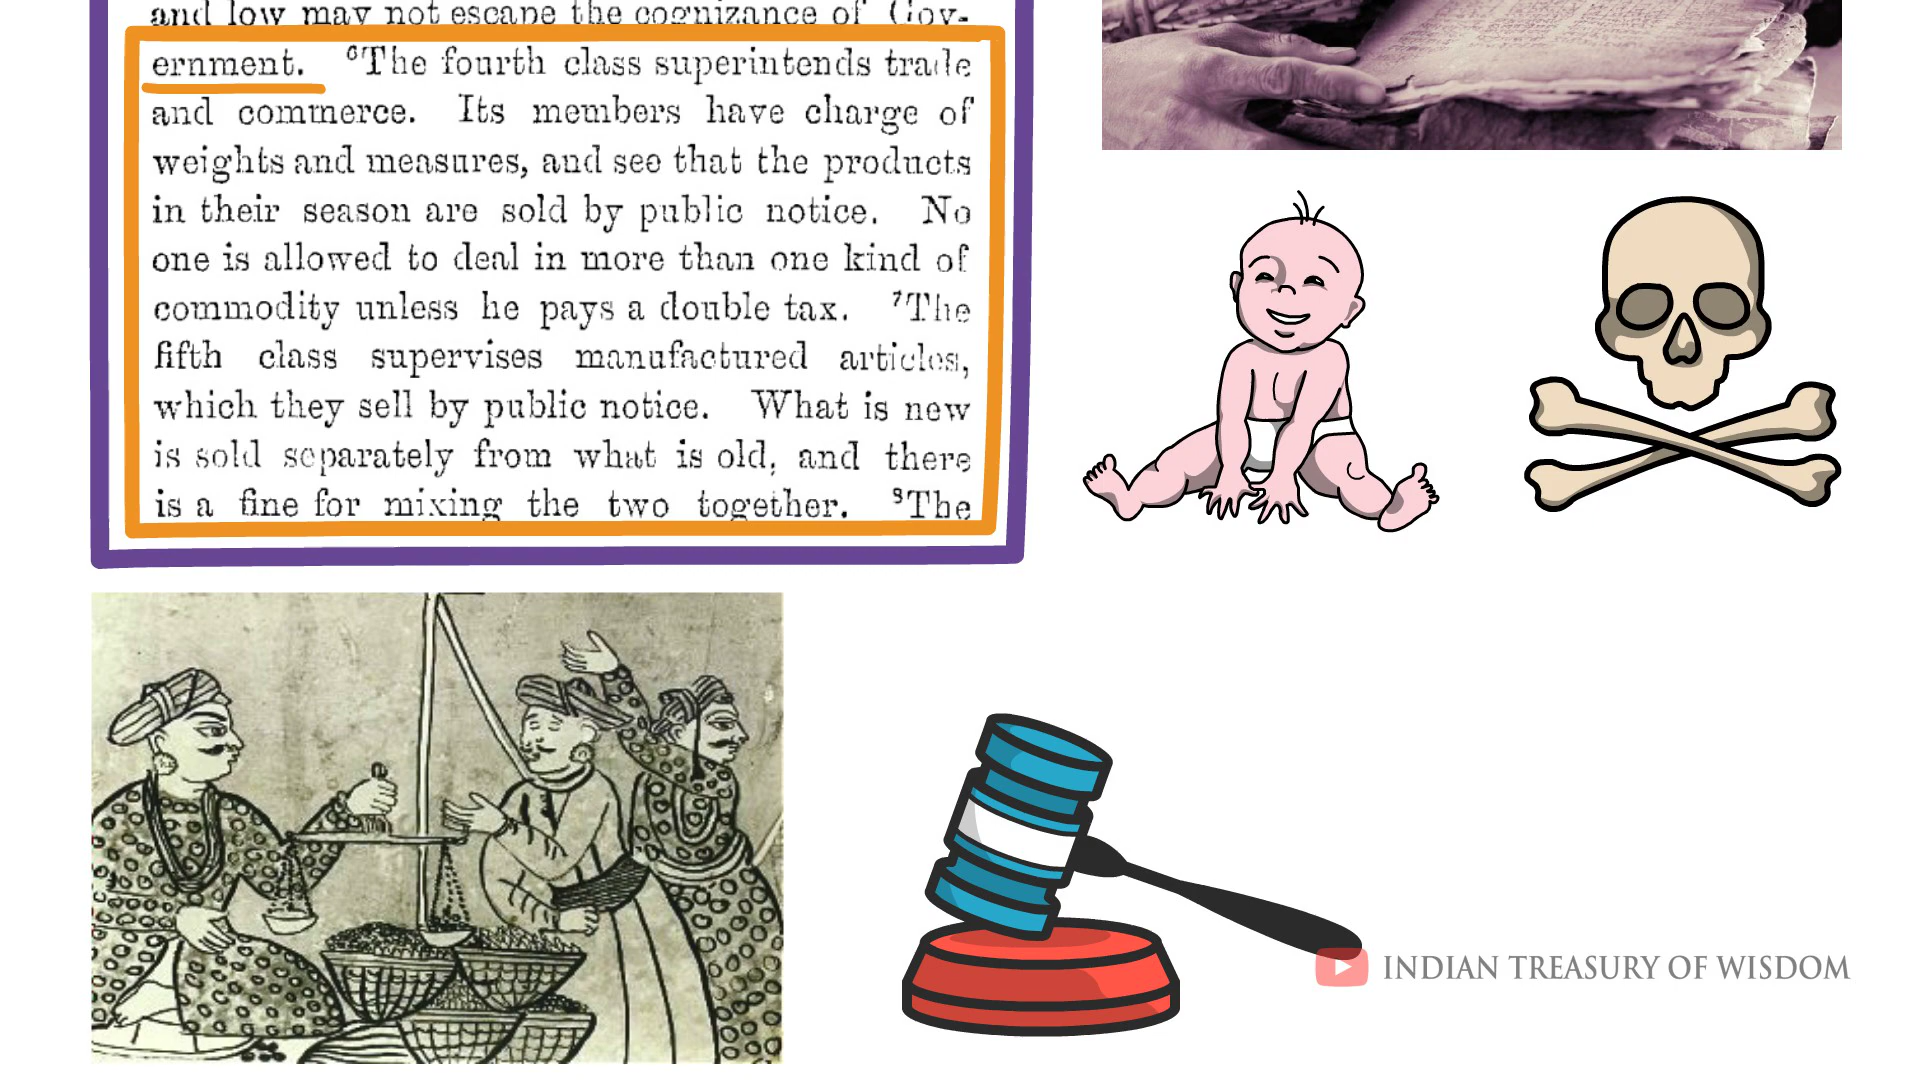 and low may not escape the cognizance of Gov-
ernment. ⁶The fourth class superintends trade
and commerce. Its members have charge of
weights and measures, and see that the products
in their season are sold by public notice. No
one is allowed to deal in more than one kind of
commodity unless he pays a double tax. ⁷The
fifth class supervises manufactured articles,
which they sell by public notice. What is new
is sold separately from what is old, and there
is a fine for mixing the two together. ⁸The
INDIAN TREASURY OF WISDOM